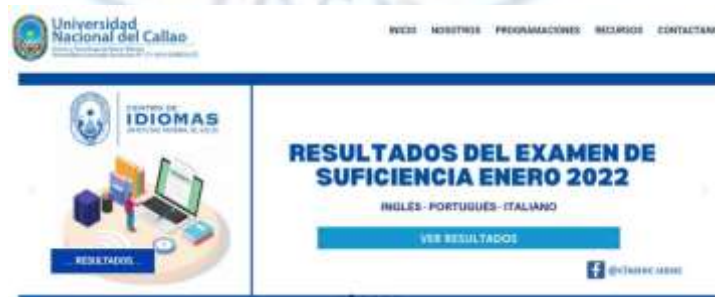 Universidad
Nacional del Callao
INICIO NOSOTROS PROGRAMACIONES RECURSOS CONTACTAN
CENTRO DE
IDIOMAS
RESULTADOS DEL EXAMEN DE
SUFICIENCIA ENERO 2022
INGLÉS - PORTUGUÉS - ITALIANO
VER RESULTADOS
RESULTADOS